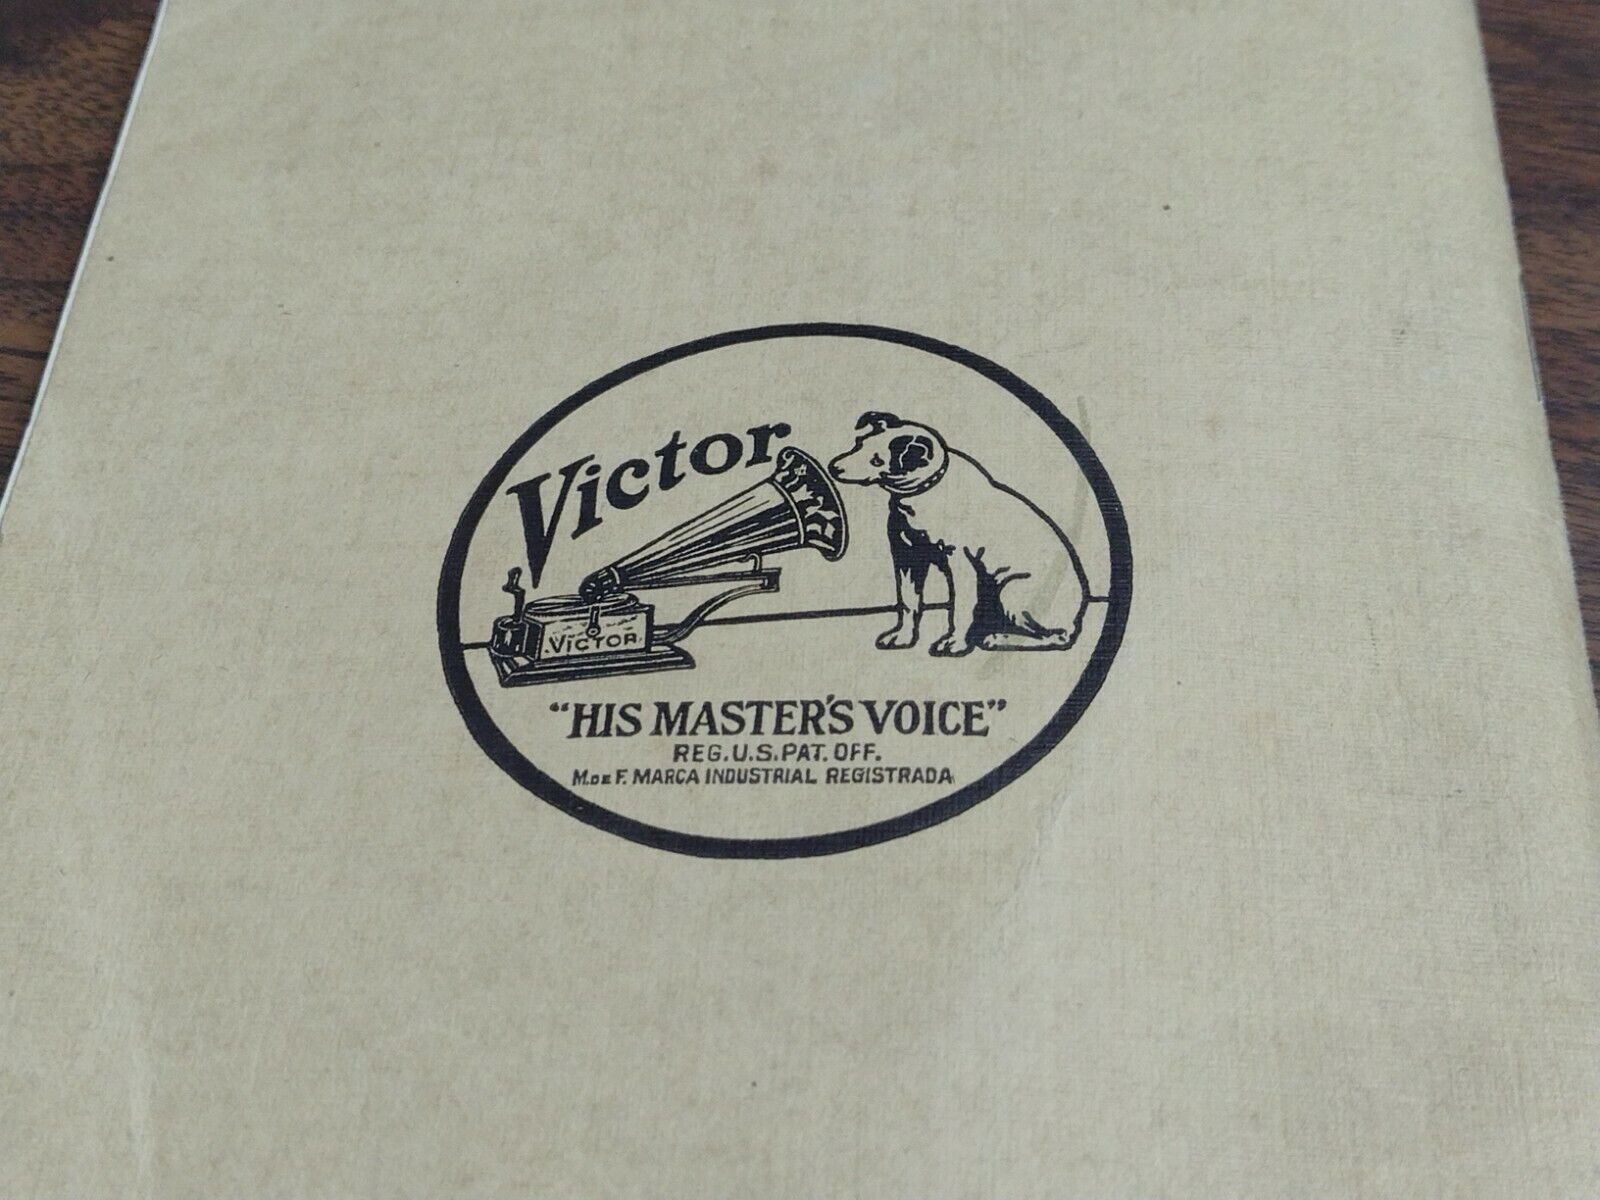 Victor
VICTOR
“HIS MASTER'S VOICE”
REG. U.S. PAT. OFF.
M. DE F. MARCA INDUSTRIAL REGISTRADA